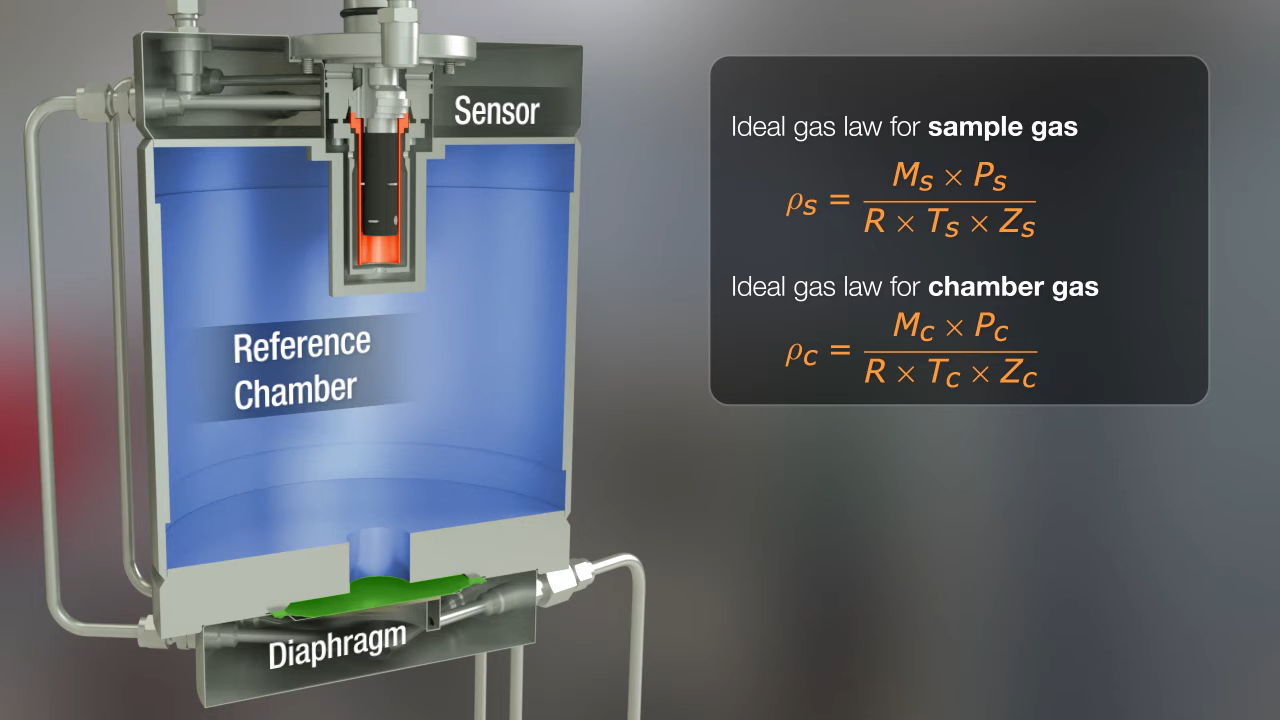 Sensor
Reference
Chamber
Diaphragm
Ideal gas law for sample gas
ρS = MS × PS / R × TS × ZS
Ideal gas law for chamber gas
ρC = MC × PC / R × TC × ZC